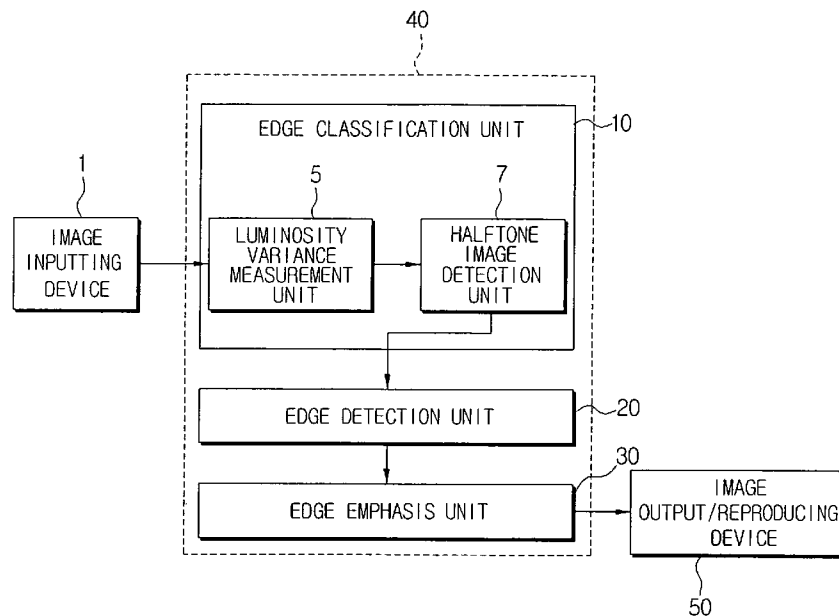 40
EDGE CLASSIFICATION UNIT
10
1
IMAGE
INPUTTING
DEVICE
5
LUMINOSITY
VARIANCE
MEASUREMENT
UNIT
7
HALFTONE
IMAGE
DETECTION
UNIT
EDGE DETECTION UNIT
20
EDGE EMPHASIS UNIT
30
IMAGE
OUTPUT/REPRODUCING
DEVICE
50